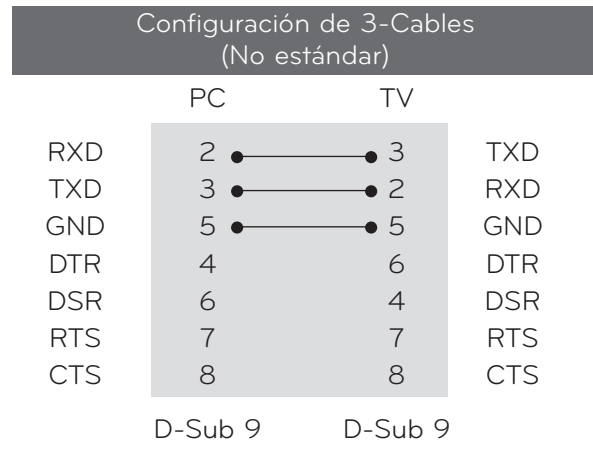 Configuración de 3-Cables
(No estándar)
PC TV
RXD 2 3 TXD
TXD 3 2 RXD
GND 5 5 GND
DTR 4 6 DTR
DSR 6 4 DSR
RTS 7 7 RTS
CTS 8 8 CTS
D-Sub 9 D-Sub 9